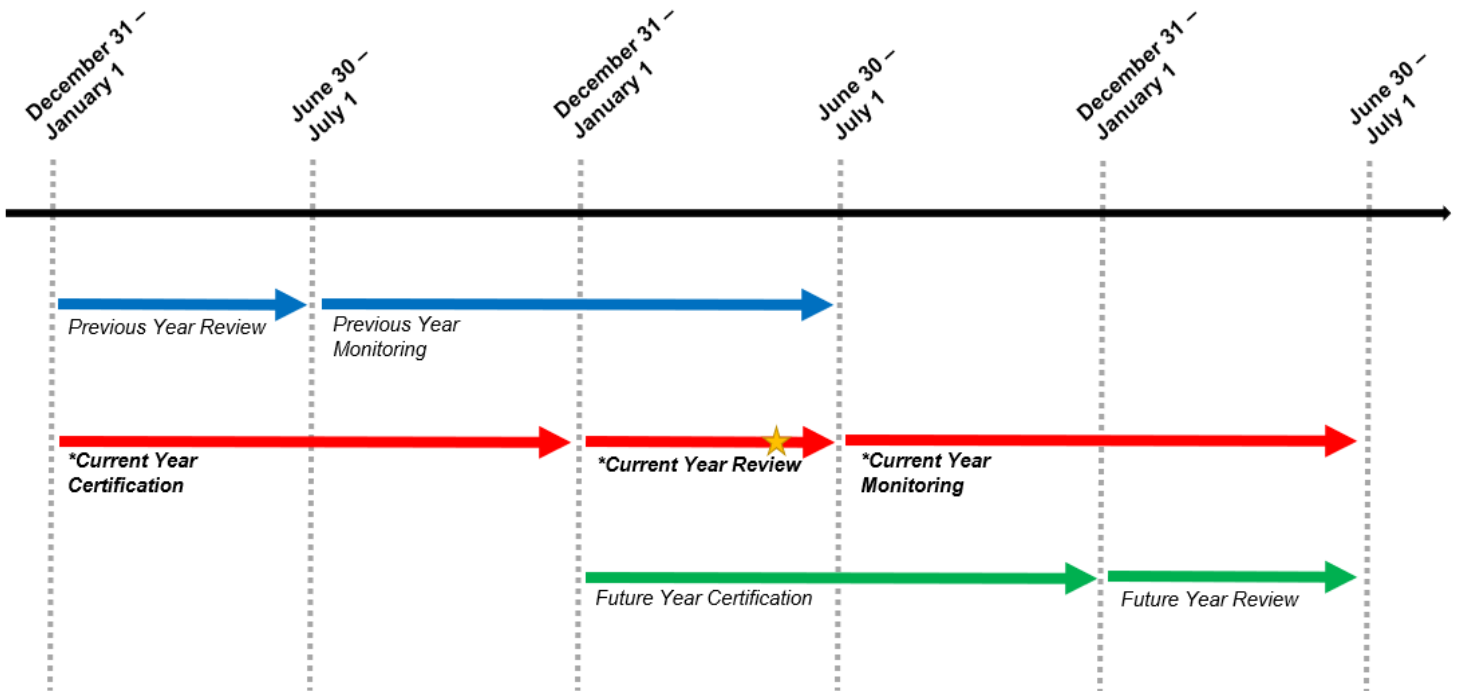 December 31 –
January 1
June 30 –
July 1
December 31 –
January 1
June 30 –
July 1
December 31 –
January 1
June 30 –
July 1
Previous Year Review
Previous Year
Monitoring
*Current Year
Certification
*Current Year Review
*Current Year
Monitoring
Future Year Certification
Future Year Review